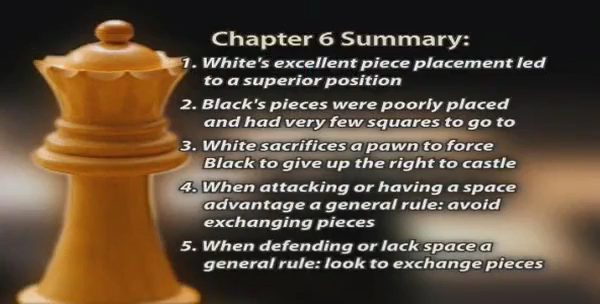 Chapter 6 Summary:
1. White's excellent piece placement led
to a superior position
2. Black's pieces were poorly placed
and had very few squares to go to
3. White sacrifices a pawn to force
Black to give up the right to castle
4. When attacking or having a space
advantage a general rule: avoid
exchanging pieces
5. When defending or lack space a
general rule: look to exchange pieces